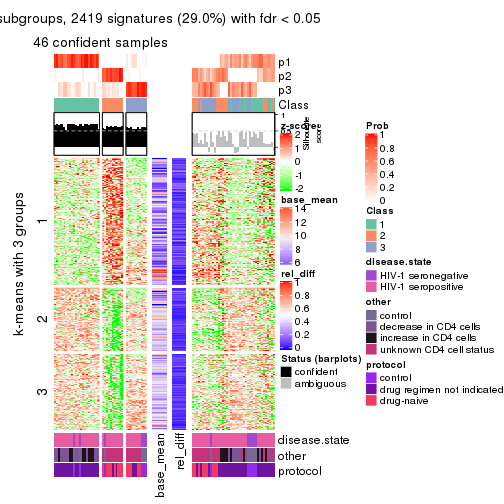 subgroups, 2419 signatures (29.0%) with fdr < 0.05
46 confident samples
p1
p2
p3
Class
1
Silhouette
score
k-means with 3 groups
1
2
3
base_mean
rel_diff
disease.state
other
protocol
z-score
2
1
0
-1
-2
base_mean
14
12
10
8
6
rel_diff
1
0.8
0.6
0.4
0.2
0
Status (barplots)
confident
ambiguous
Prob
1
0.8
0.6
0.4
0.2
0
Class
1
2
3
disease.state
HIV-1 seronegative
HIV-1 seropositive
other
control
decrease in CD4 cells
increase in CD4 cells
unknown CD4 cell status
protocol
control
drug regimen not indicated
drug-naive